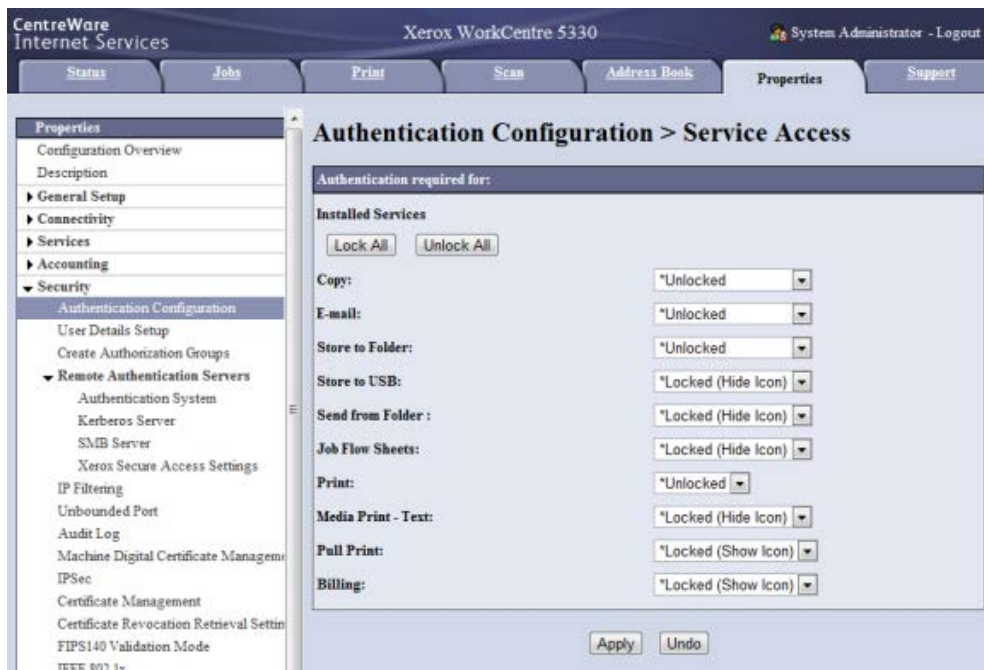 CentreWare
Internet Services
Xerox WorkCentre 5330
System Administrator - Logout
Status
Jobs
Print
Scan
Address Book
Properties
Support
Properties
Configuration Overview
Description
General Setup
Connectivity
Services
Accounting
Security
Authentication Configuration
User Details Setup
Create Authorization Groups
Remote Authentication Servers
Authentication System
Kerberos Server
SMB Server
Xerox Secure Access Settings
IP Filtering
Unbounded Port
Audit Log
Machine Digital Certificate Manageme
IPSec
Certificate Management
Certificate Revocation Retrieval Settin
FIPS140 Validation Mode
IEEE 802.1x
Authentication Configuration > Service Access
Authentication required for:
Installed Services
Lock All Unlock All
Copy: *Unlocked
E-mail: *Unlocked
Store to Folder: *Unlocked
Store to USB: *Locked (Hide Icon)
Send from Folder : *Locked (Hide Icon)
Job Flow Sheets: *Locked (Hide Icon)
Print: *Unlocked
Media Print - Text: *Locked (Hide Icon)
Pull Print: *Locked (Show Icon)
Billing: *Locked (Show Icon)
Apply Undo